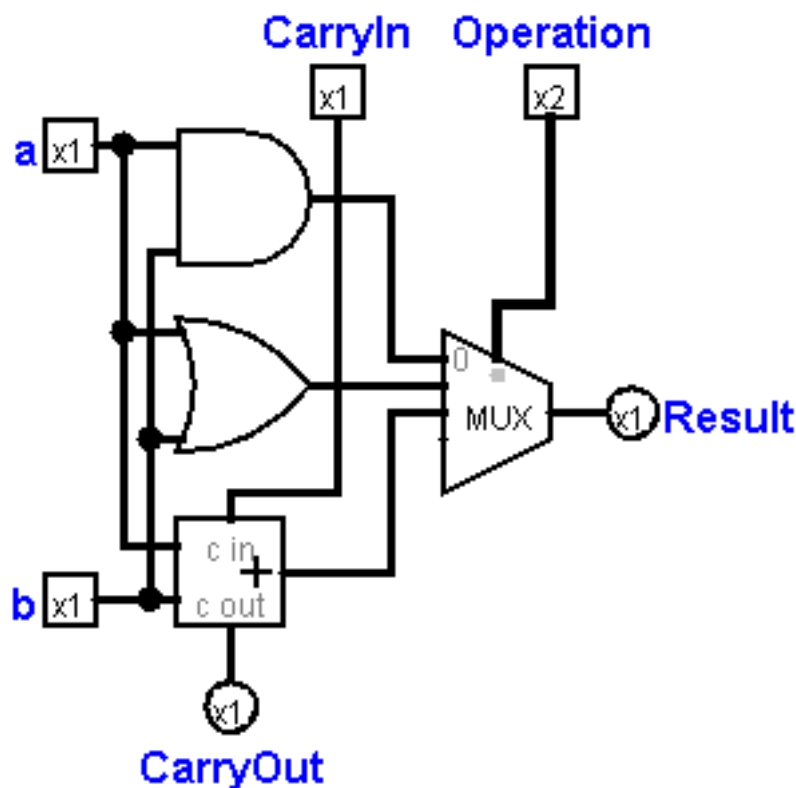 CarryIn Operation
x1 x2
a x1
0
MUX x1 Result
c in
+
b x1 c out
x1
CarryOut